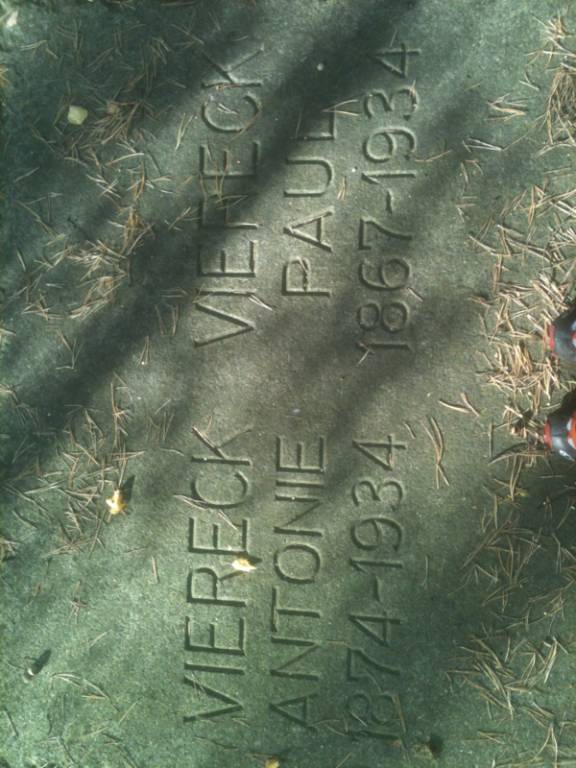 VIERECK
ANTONIE
1874-1934
VIERECK
PAUL
1867-1934